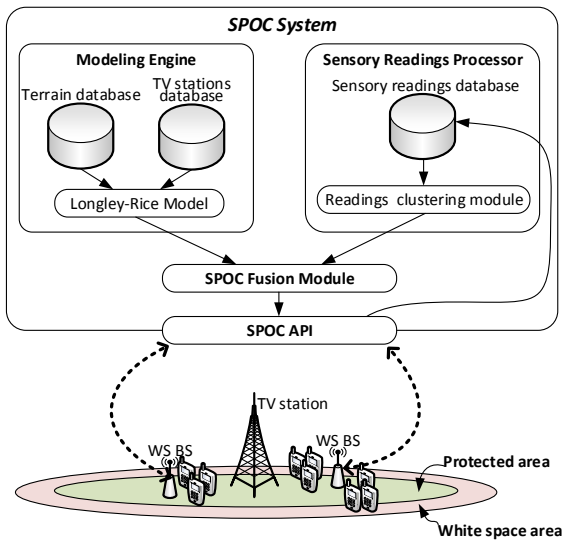 SPOC System
Modeling Engine
Terrain database
TV stations
database
Longley-Rice Model
Sensory Readings Processor
Sensory readings database
Readings clustering module
SPOC Fusion Module
SPOC API
TV station
WS BS
WS BS
Protected area
White space area